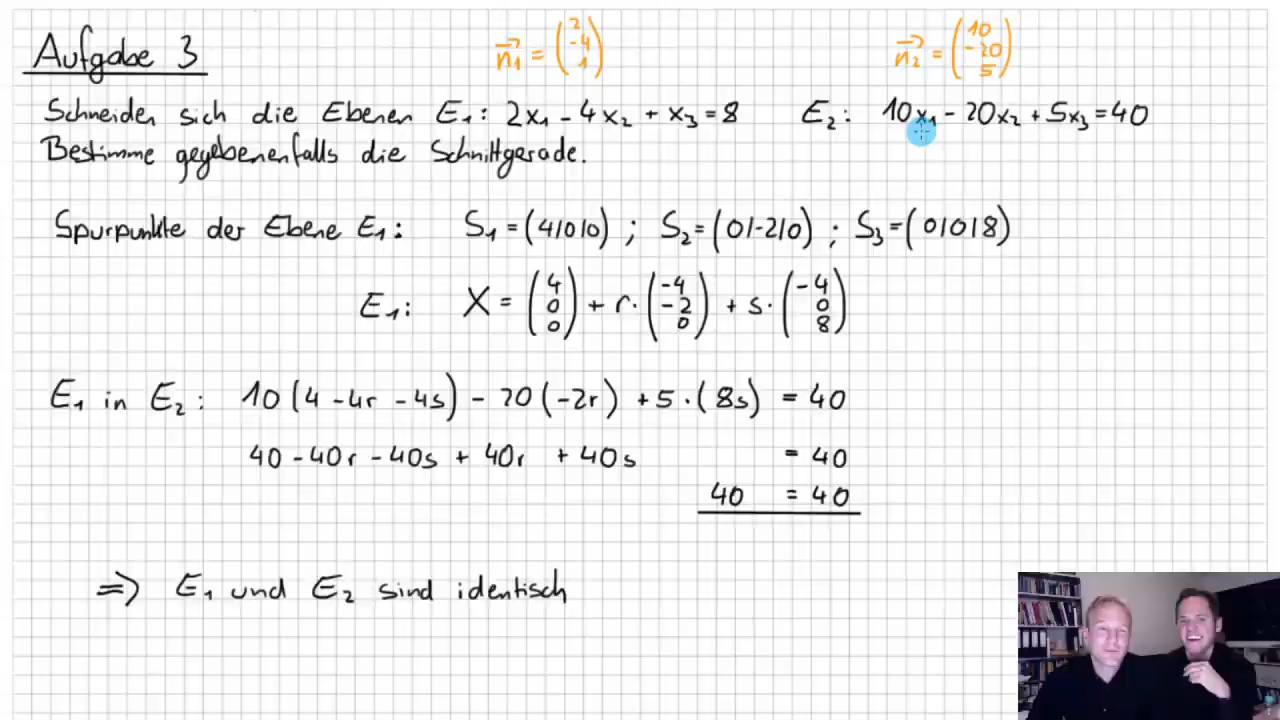 Aufgabe 3
n₁ = (2 -4 1)
n₂ = (10 -20 5)
Schneiden sich die Ebenen E₁: 2x₁ - 4x₂ + x₃ = 8 E₂: 10x₁ - 20x₂ + 5x₃ = 40
Bestimme gegebenenfalls die Schnittgerade.
Spurpunkte der Ebene E₁: S₁ = (4|0|0) ; S₂ = (0|-2|0) ; S₃ = (0|0|8)
E₁: X = (4 0 0) + r · (-4 -2 0) + s · (-4 0 8)
E₁ in E₂: 10(4 - 4r - 4s) - 20(-2r) + 5 · (8s) = 40
40 - 40r - 40s + 40r + 40s = 40
40 = 40
⇒ E₁ und E₂ sind identisch